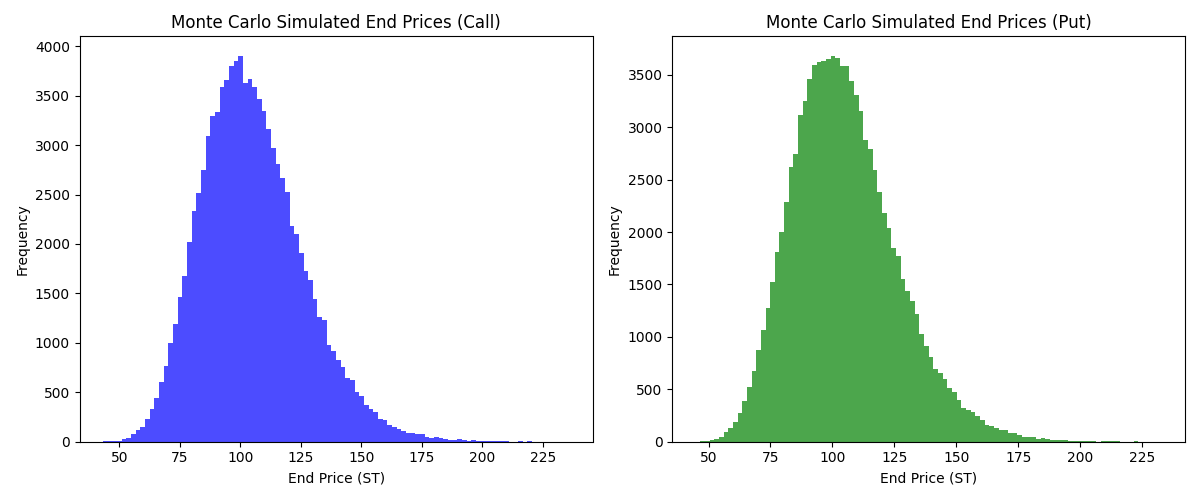 Monte Carlo Simulated End Prices (Call)
4000
3500
3000
2500
2000
1500
1000
500
0
Frequency
50 75 100 125 150 175 200 225
End Price (ST)
Monte Carlo Simulated End Prices (Put)
3500
3000
2500
2000
1500
1000
500
0
Frequency
50 75 100 125 150 175 200 225
End Price (ST)